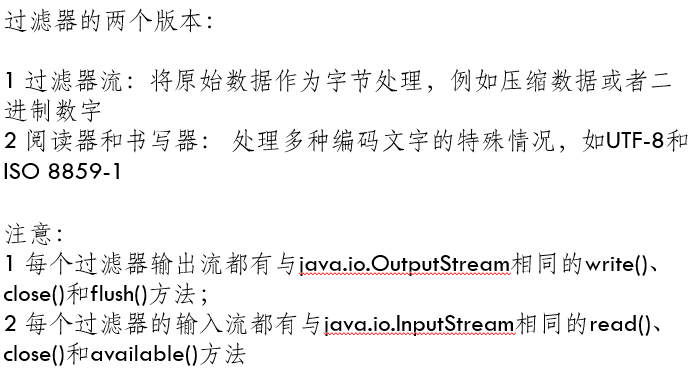 过滤器的两个版本：
1 过滤器流：将原始数据作为字节处理，例如压缩数据或者二
进制数字
2 阅读器和书写器： 处理多种编码文字的特殊情况，如UTF-8和
ISO 8859-1
注意：
1 每个过滤器输出流都有与java.io.OutputStream相同的write()、
close()和flush()方法；
2 每个过滤器的输入流都有与java.io.InputStream相同的read()、
close()和available()方法